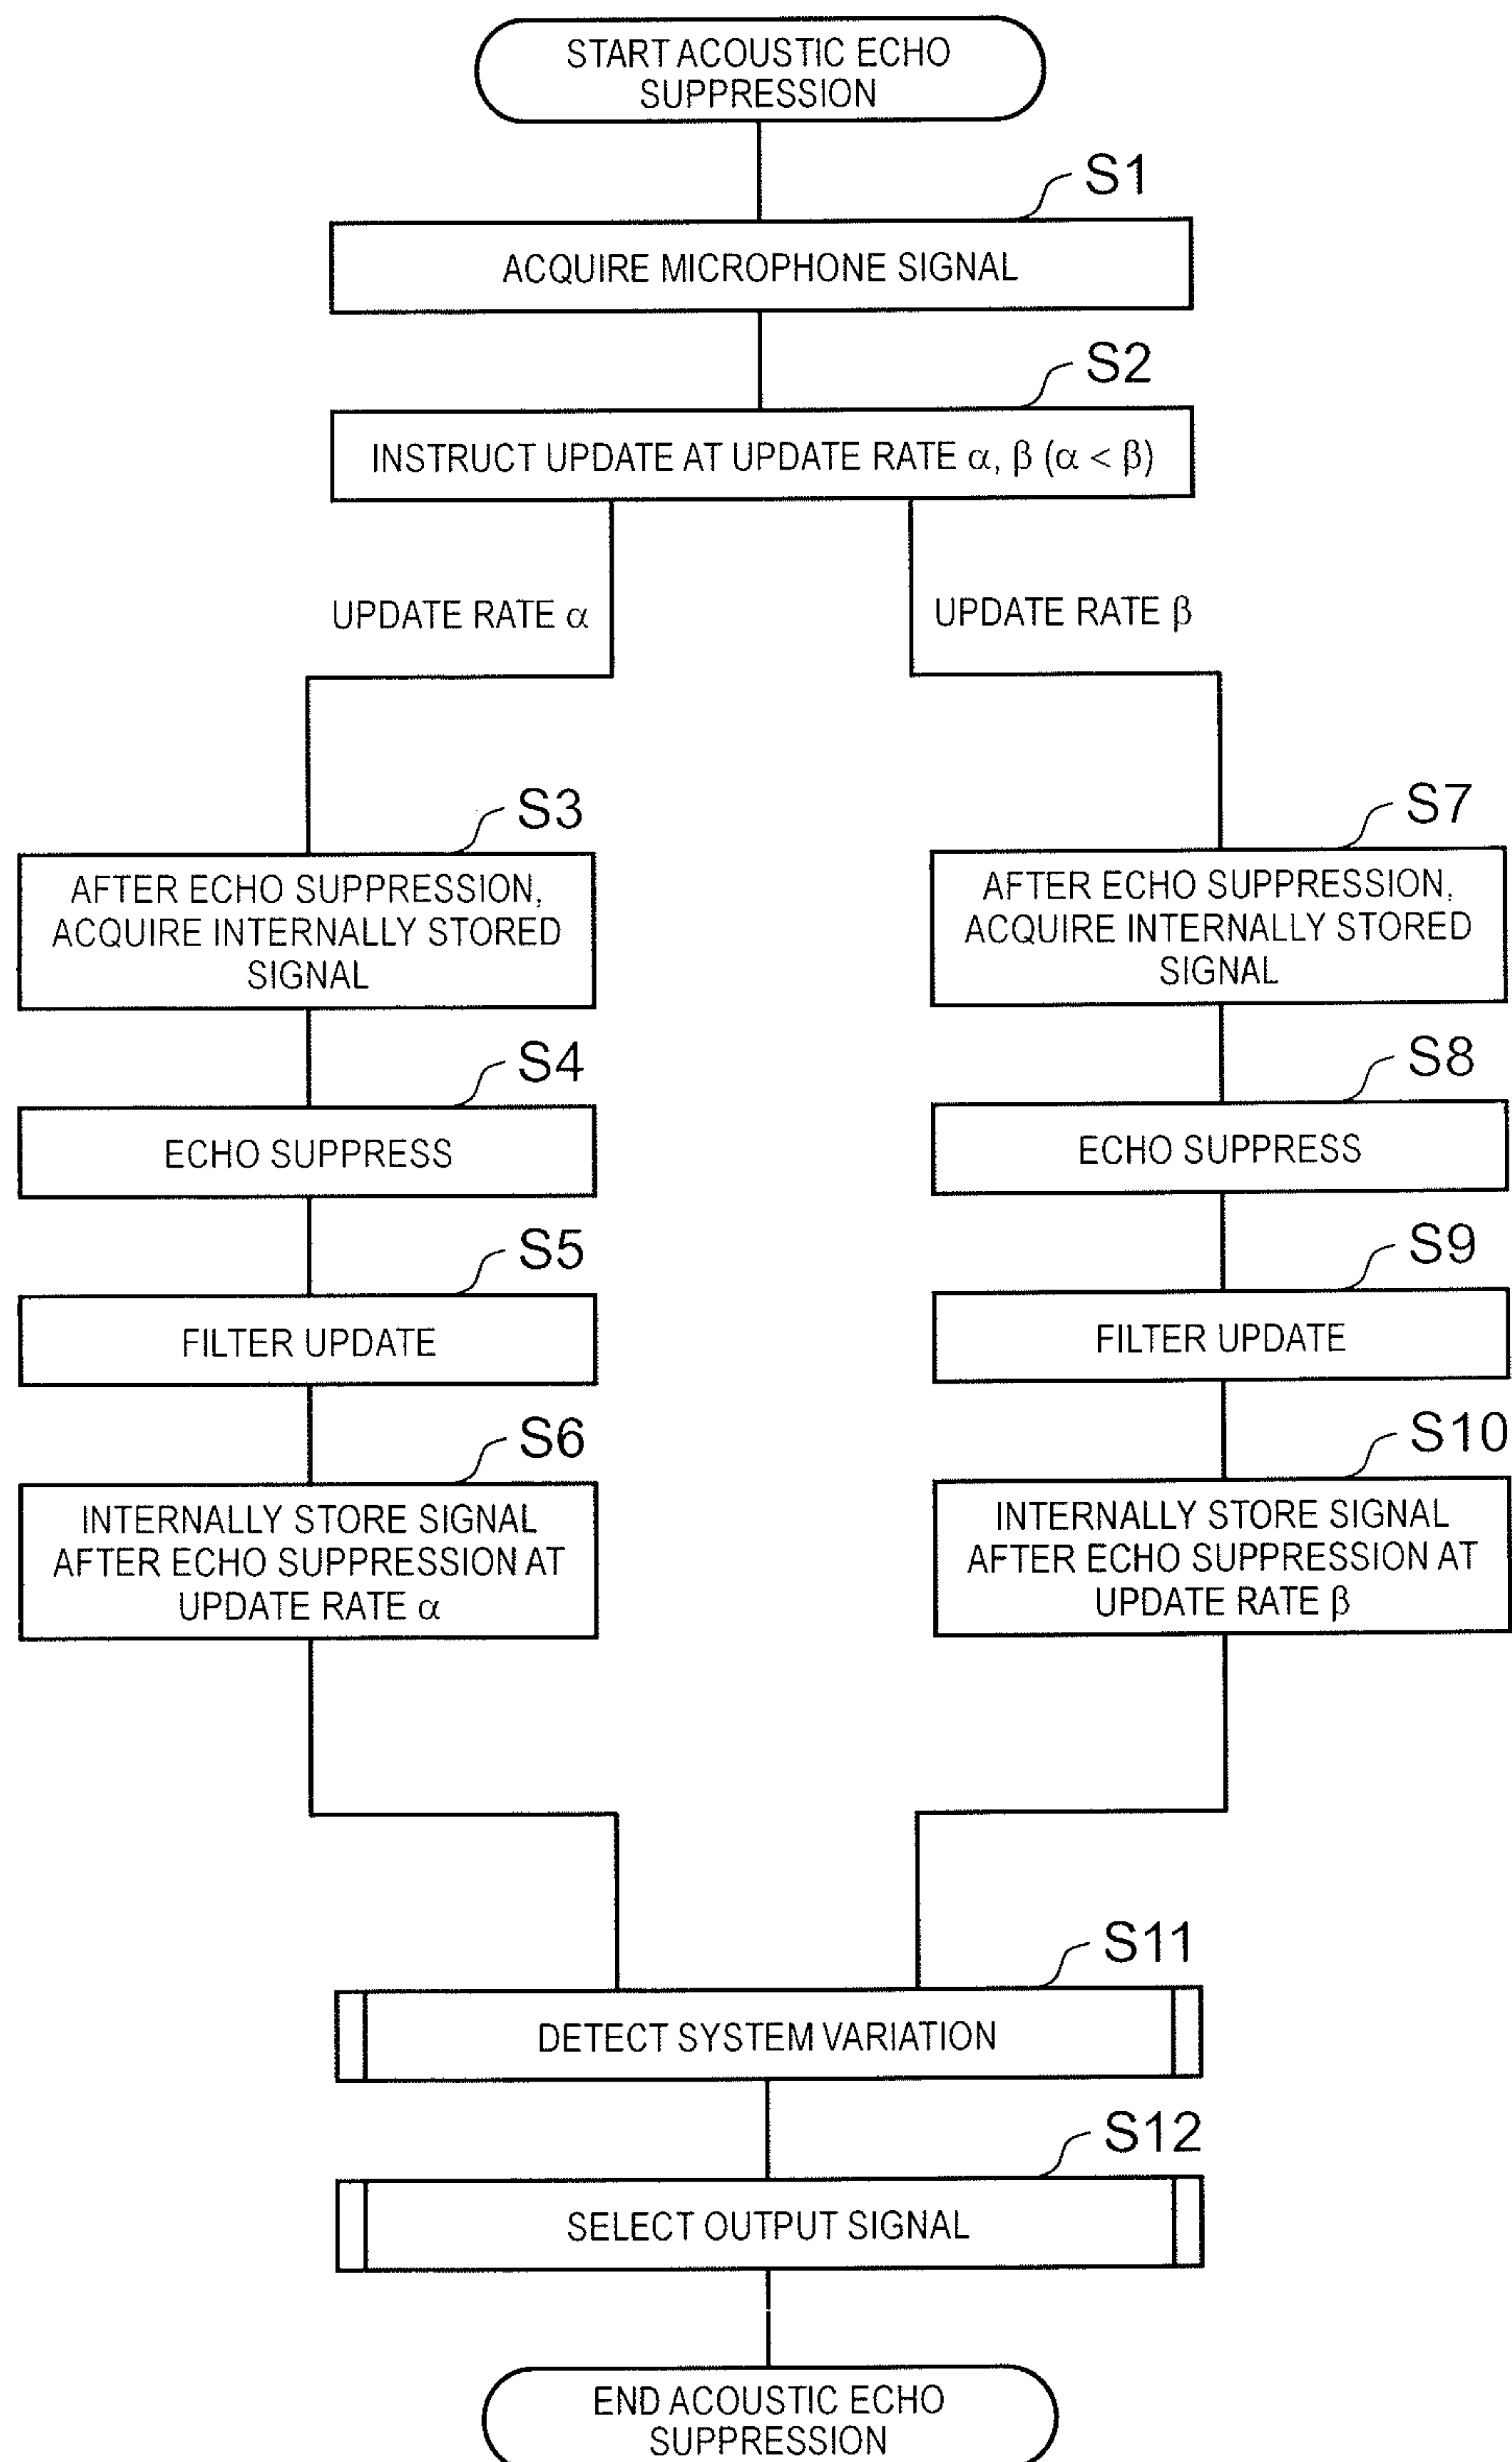 START ACOUSTIC ECHO
SUPPRESSION
S1
ACQUIRE MICROPHONE SIGNAL
S2
INSTRUCT UPDATE AT UPDATE RATE α, β (α < β)
UPDATE RATE α
UPDATE RATE β
S3
AFTER ECHO SUPPRESSION,
ACQUIRE INTERNALLY STORED
SIGNAL
S4
ECHO SUPPRESS
S5
FILTER UPDATE
S6
INTERNALLY STORE SIGNAL
AFTER ECHO SUPPRESSION AT
UPDATE RATE α
S7
AFTER ECHO SUPPRESSION,
ACQUIRE INTERNALLY STORED
SIGNAL
S8
ECHO SUPPRESS
S9
FILTER UPDATE
S10
INTERNALLY STORE SIGNAL
AFTER ECHO SUPPRESSION AT
UPDATE RATE β
S11
DETECT SYSTEM VARIATION
S12
SELECT OUTPUT SIGNAL
END ACOUSTIC ECHO
SUPPRESSION